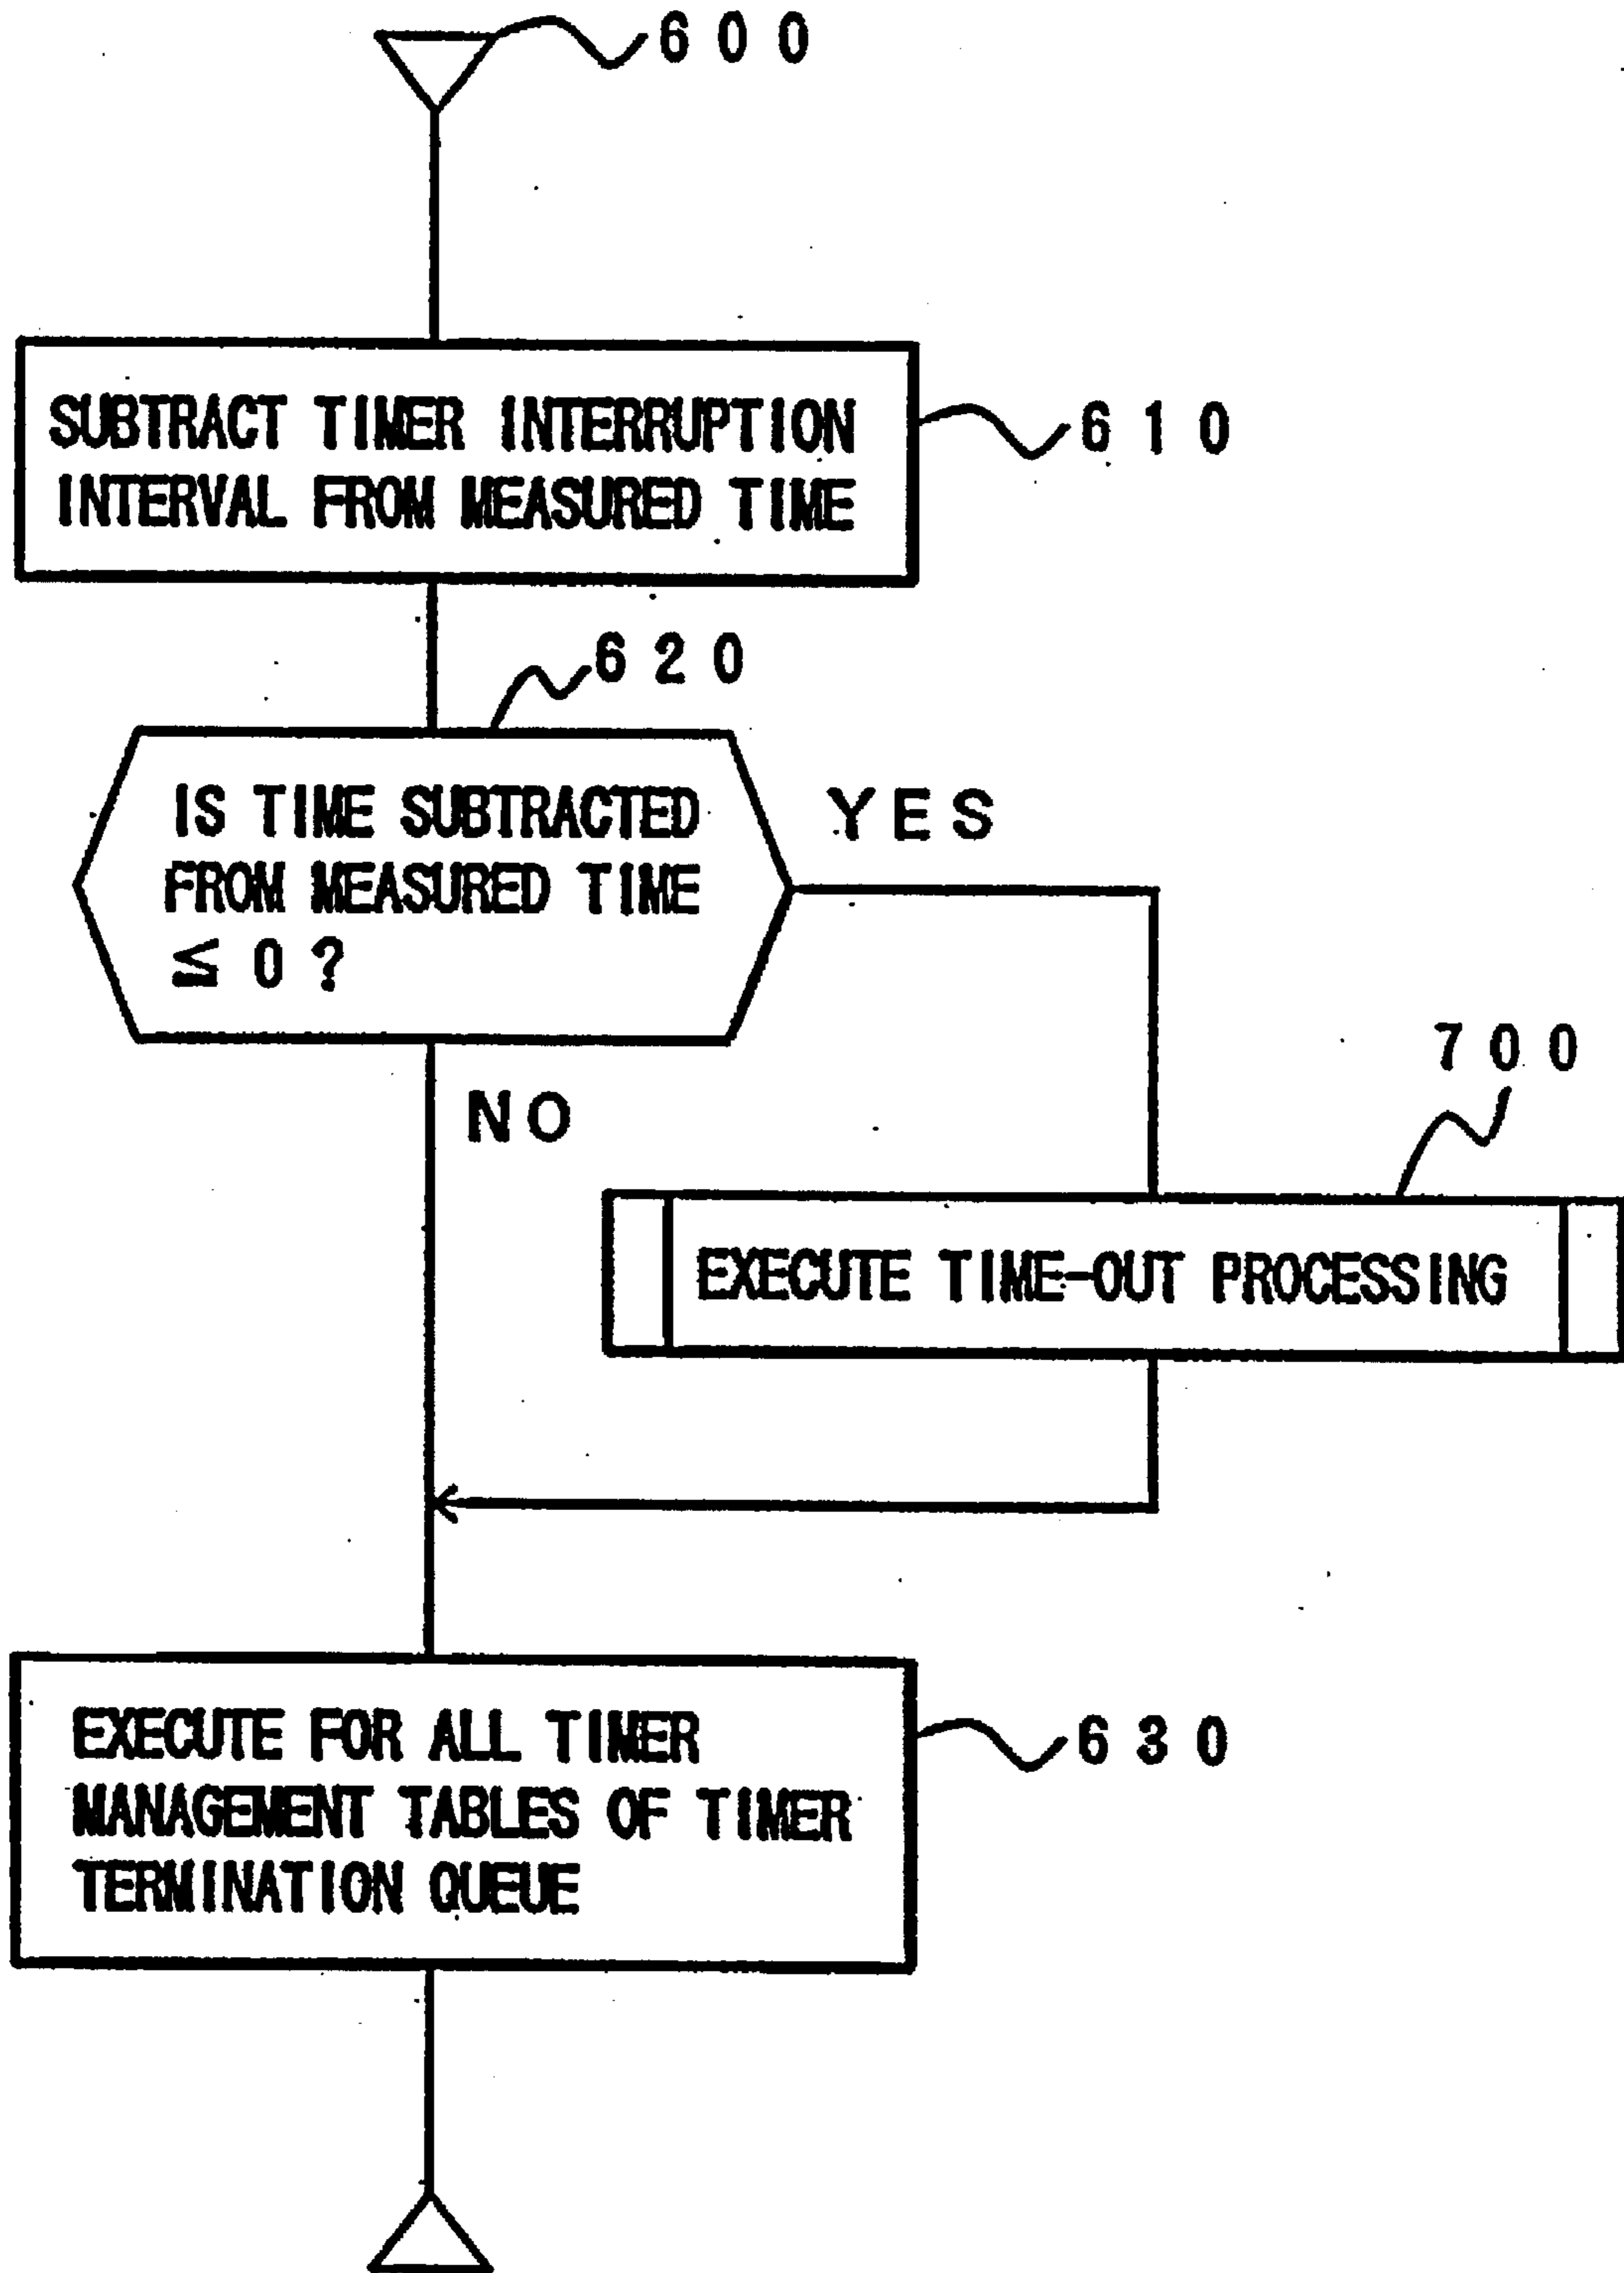 600
SUBTRACT TIMER INTERRUPTION
INTERVAL FROM MEASURED TIME
610
620
IS TIME SUBTRACTED
FROM MEASURED TIME
≤ 0?
YES
NO
700
EXECUTE TIME-OUT PROCESSING
EXECUTE FOR ALL TIMER
MANAGEMENT TABLES OF TIMER
TERMINATION QUEUE
630